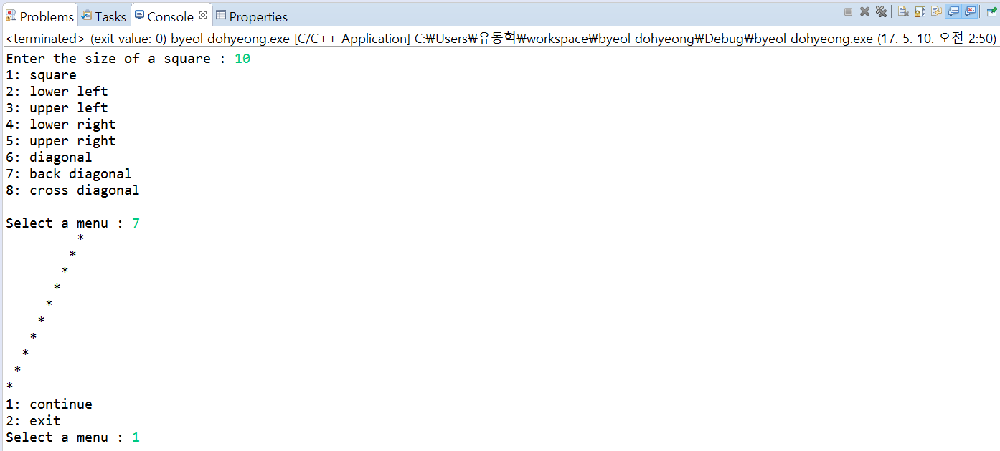 Problems Tasks Console Properties
<terminated> (exit value: 0) byeol dohyeong.exe [C/C++ Application] C:₩Users₩유동혁₩workspace₩byeol dohyeong₩Debug₩byeol dohyeong.exe (17. 5. 10. 오전 2:50)
Enter the size of a square : 10
1: square
2: lower left
3: upper left
4: lower right
5: upper right
6: diagonal
7: back diagonal
8: cross diagonal
Select a menu : 7
         *
        *
       *
      *
     *
    *
   *
  *
 *
*
1: continue
2: exit
Select a menu : 1